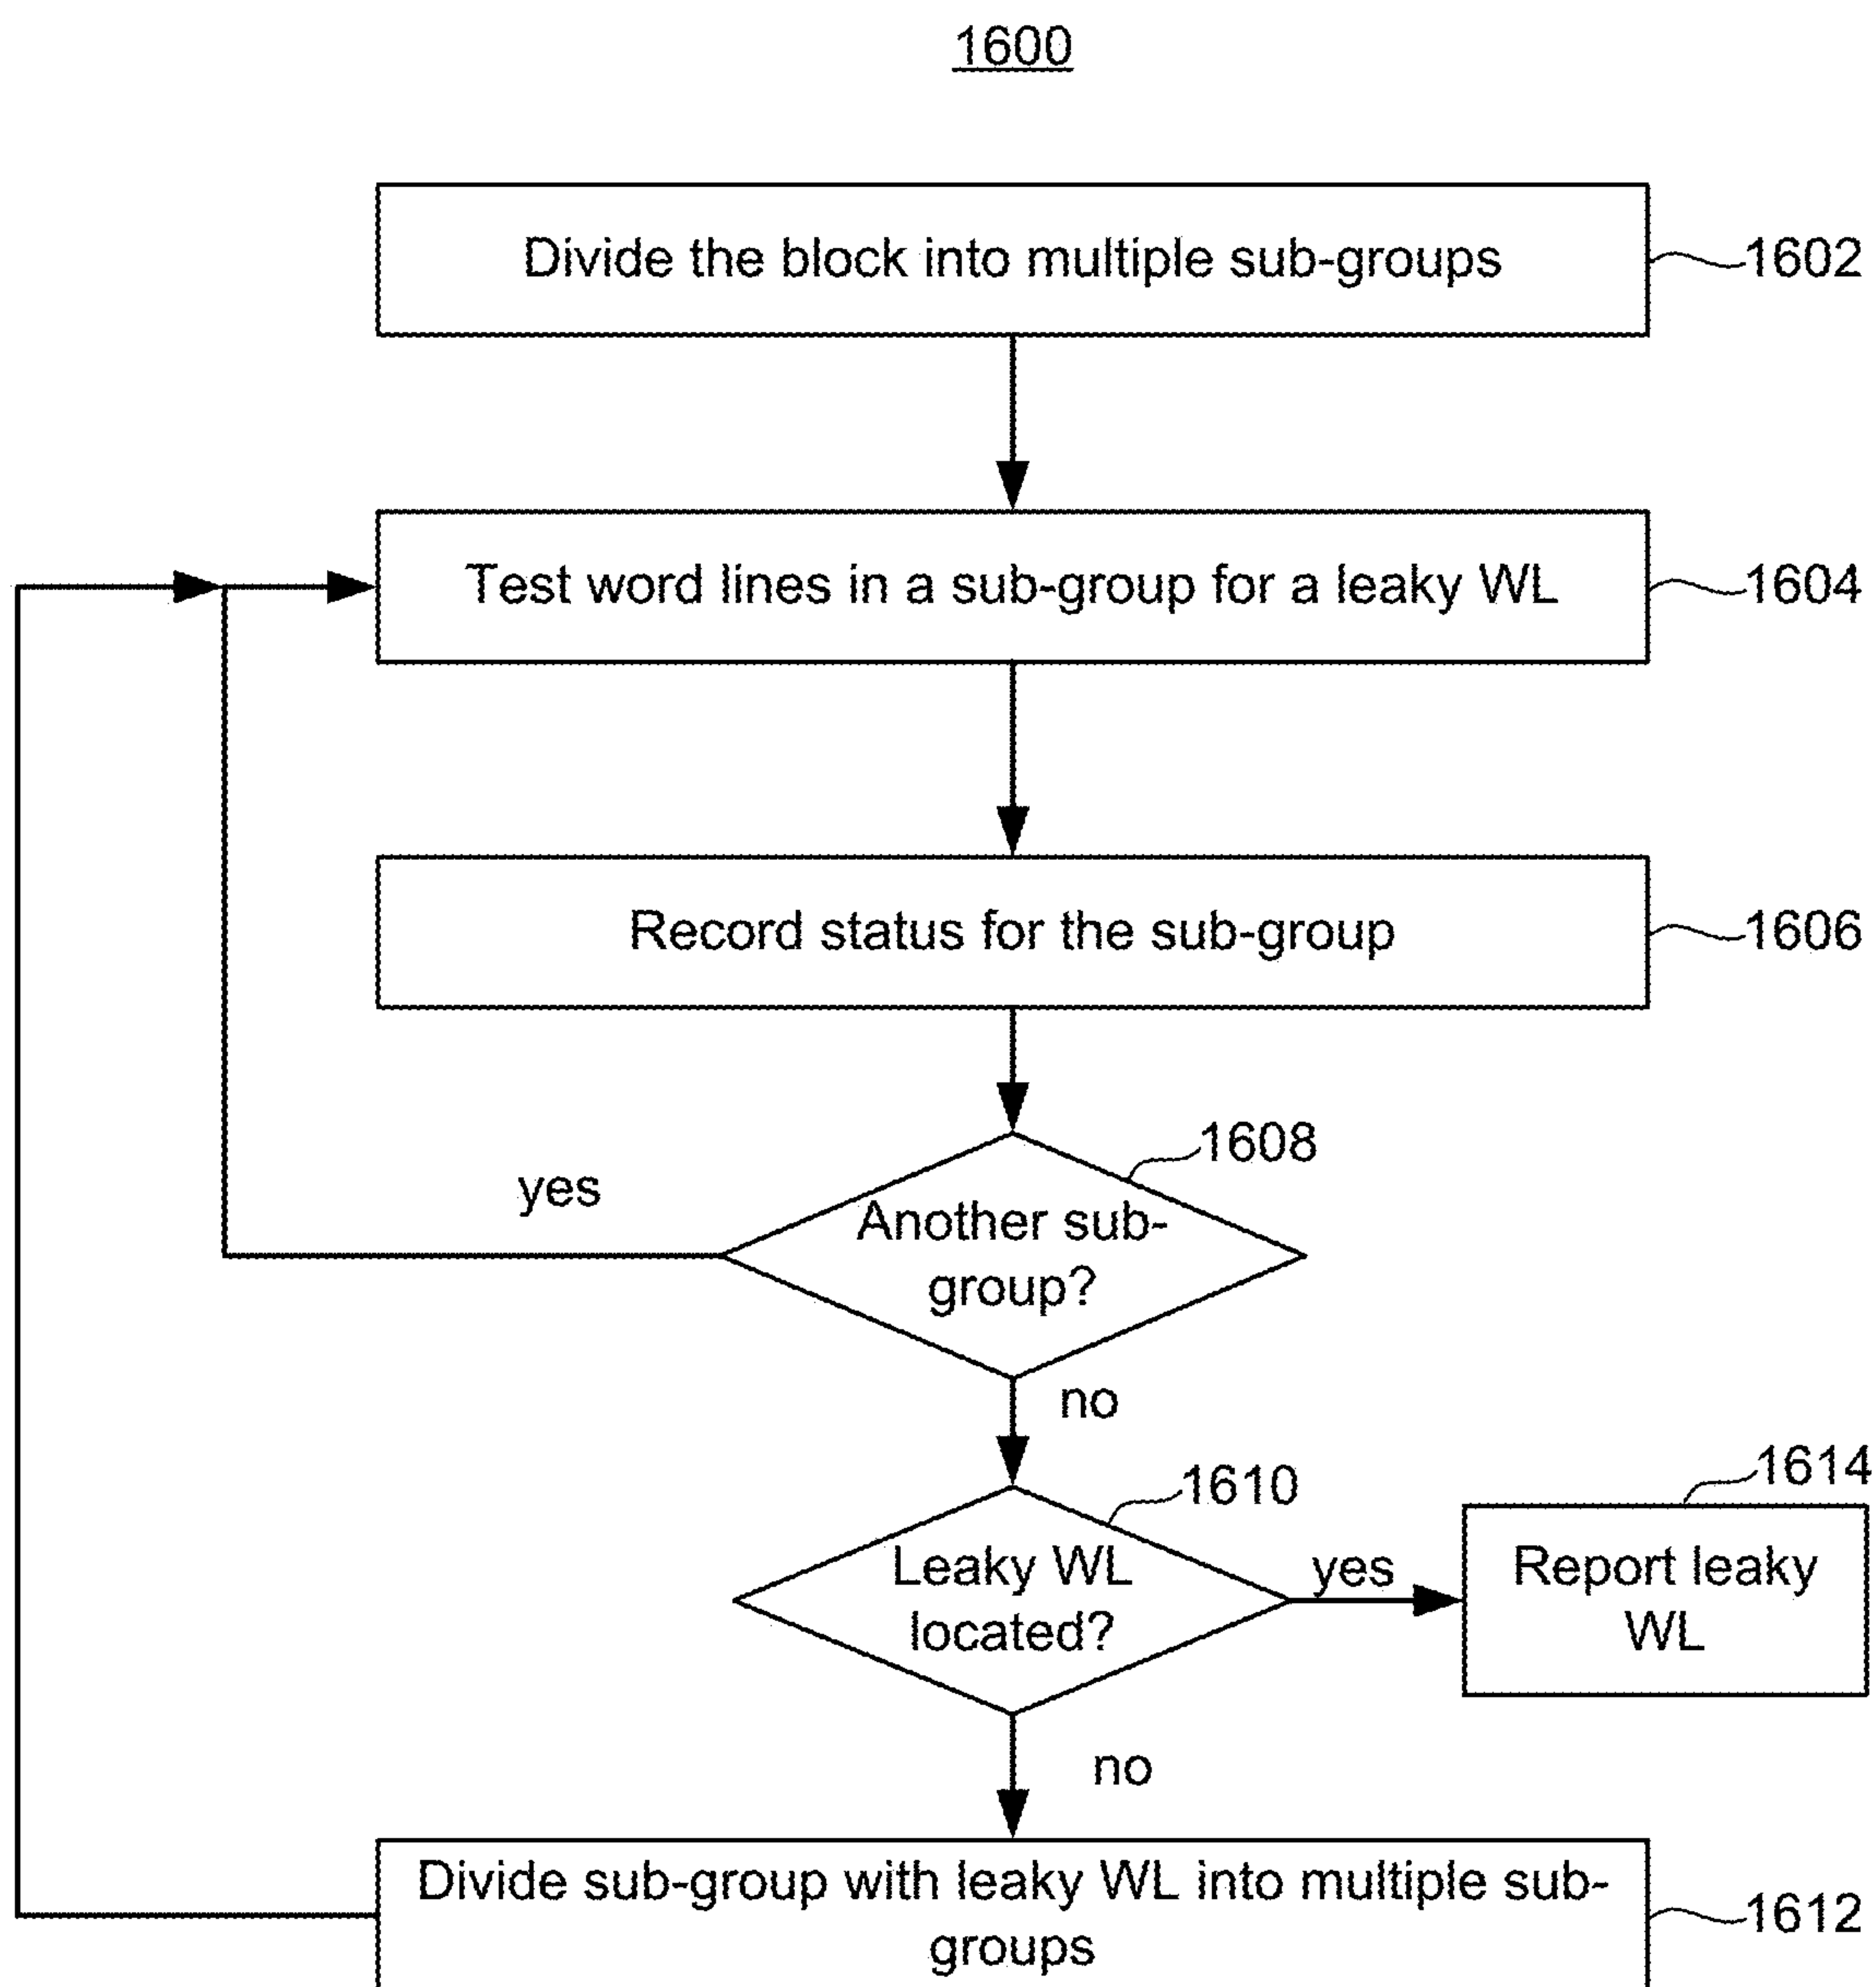 1600
Divide the block into multiple sub-groups
1602
Test word lines in a sub-group for a leaky WL
1604
Record status for the sub-group
1606
1608
yes
Another sub-
group?
no
1610
1614
Leaky WL
located?
yes
Report leaky
WL
no
Divide sub-group with leaky WL into multiple sub-
groups
1612